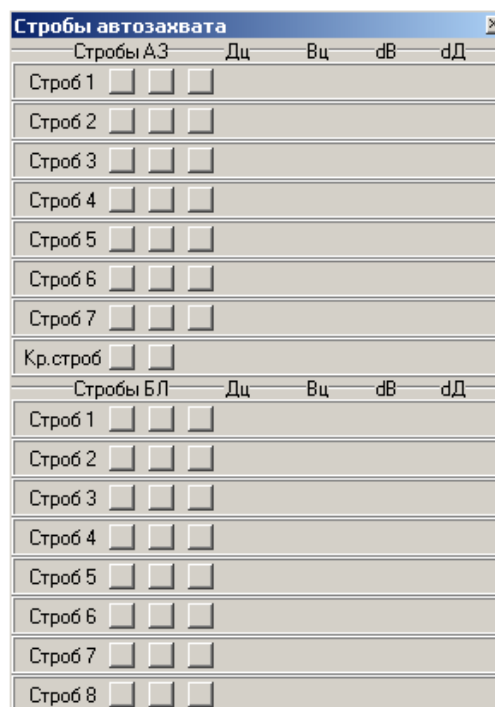 Стробы автозахвата
Стробы АЗ Дц Вц dВ dД
Строб 1
Строб 2
Строб 3
Строб 4
Строб 5
Строб 6
Строб 7
Кр.строб
Стробы БЛ Дц Вц dВ dД
Строб 1
Строб 2
Строб 3
Строб 4
Строб 5
Строб 6
Строб 7
Строб 8